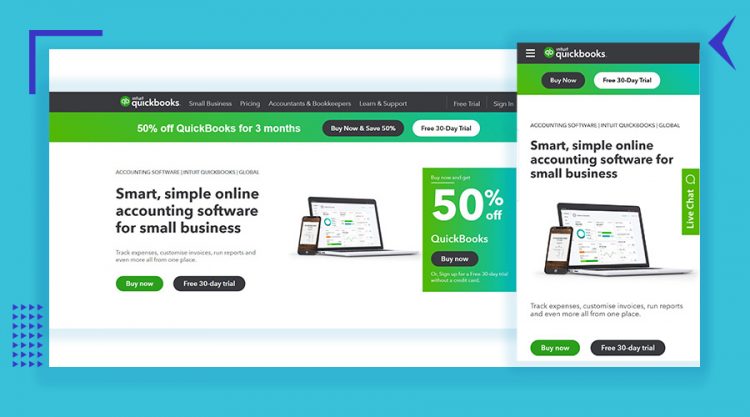 intuit
quickbooks.
Small Business Pricing Accountants & Bookkeepers Learn & Support Free Trial Sign In
50% off QuickBooks for 3 months Buy Now & Save 50% Free 30-Day Trial
ACCOUNTING SOFTWARE | INTUIT QUICKBOOKS | GLOBAL
Smart, simple online
accounting software
for small business
Track expenses, customise invoices, run reports and
even more all from one place.
Buy now Free 30-day trial
Buy now and get
50%
off
QuickBooks
Buy now
Or, Sign up for a Free 30-day trial
without a credit card.
intuit
quickbooks.
Buy Now Free 30-Day Trial
ACCOUNTING SOFTWARE | INTUIT QUICKBOOKS | GLOBAL
Smart, simple online
accounting software for
small business
Live Chat
Track expenses, customise invoices, run reports
and even more all from one place.
Buy now Free 30-day trial